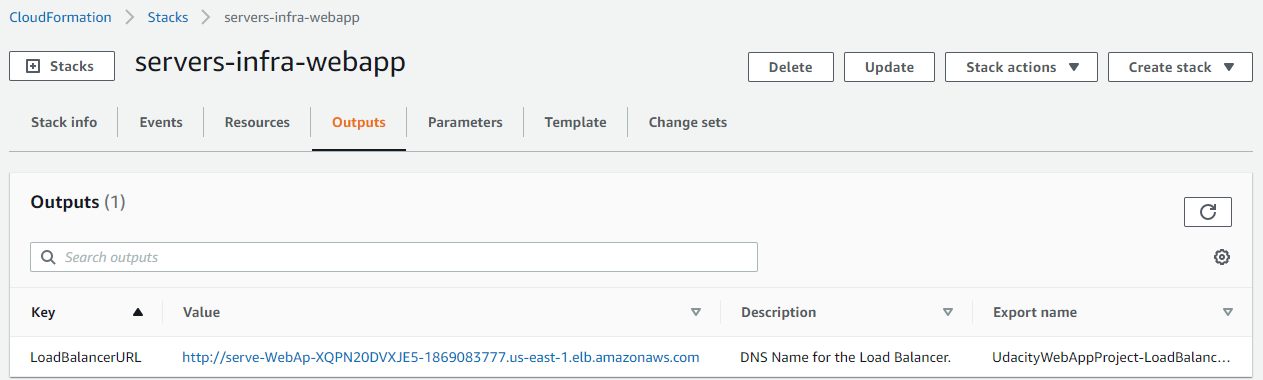 CloudFormation > Stacks > servers-infra-webapp
Stacks servers-infra-webapp Delete Update Stack actions Create stack
Stack info Events Resources Outputs Parameters Template Change sets
Outputs (1)
Search outputs
Key Value Description Export name
LoadBalancerURL http://serve-WebAp-XQPN20DVXJE5-1869083777.us-east-1.elb.amazonaws.com DNS Name for the Load Balancer. UdacityWebAppProject-LoadBalanc...